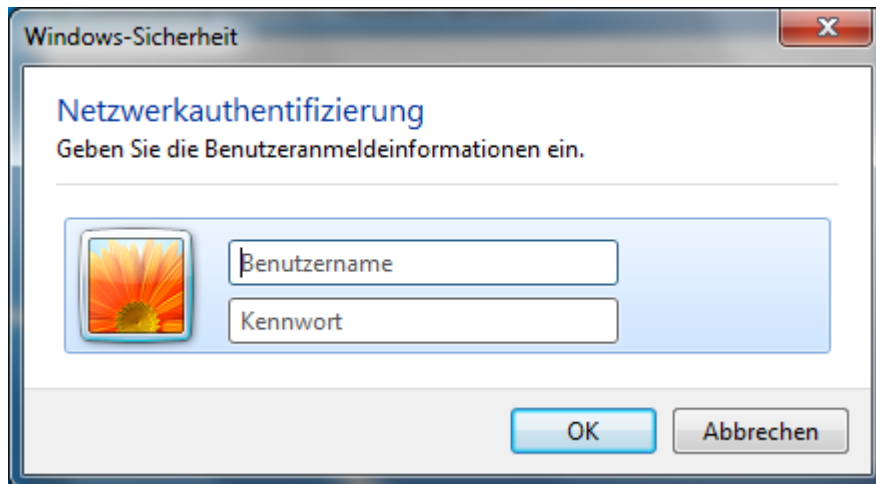 Windows-Sicherheit
Netzwerkauthentifizierung
Geben Sie die Benutzeranmeldeinformationen ein.
Benutzername
Kennwort
OK
Abbrechen